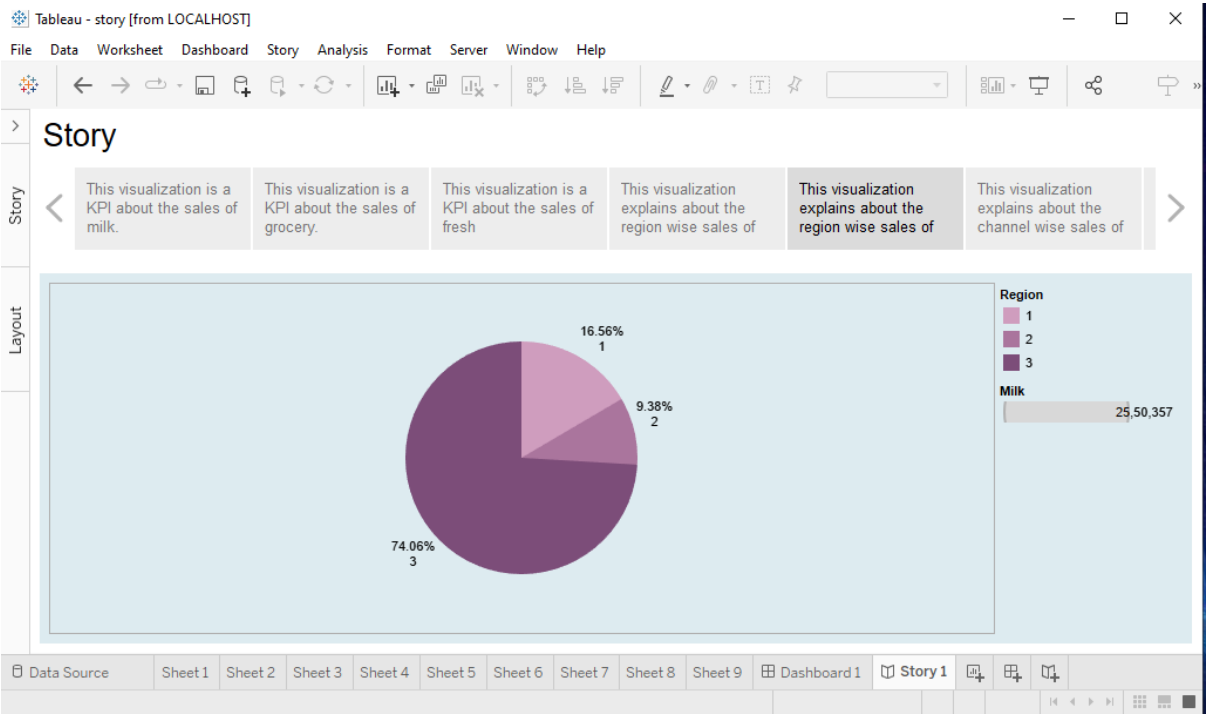 Tableau - story [from LOCALHOST]
File Data Worksheet Dashboard Story Analysis Format Server Window Help
Story
Layout
Story
This visualization is a
KPI about the sales of
milk.
This visualization is a
KPI about the sales of
grocery.
This visualization is a
KPI about the sales of
fresh
This visualization
explains about the
region wise sales of
This visualization
explains about the
region wise sales of
This visualization
explains about the
channel wise sales of
16.56%
1
9.38%
2
74.06%
3
Region
1
2
3
Milk
25,50,357
Data Source Sheet 1 Sheet 2 Sheet 3 Sheet 4 Sheet 5 Sheet 6 Sheet 7 Sheet 8 Sheet 9 Dashboard 1 Story 1